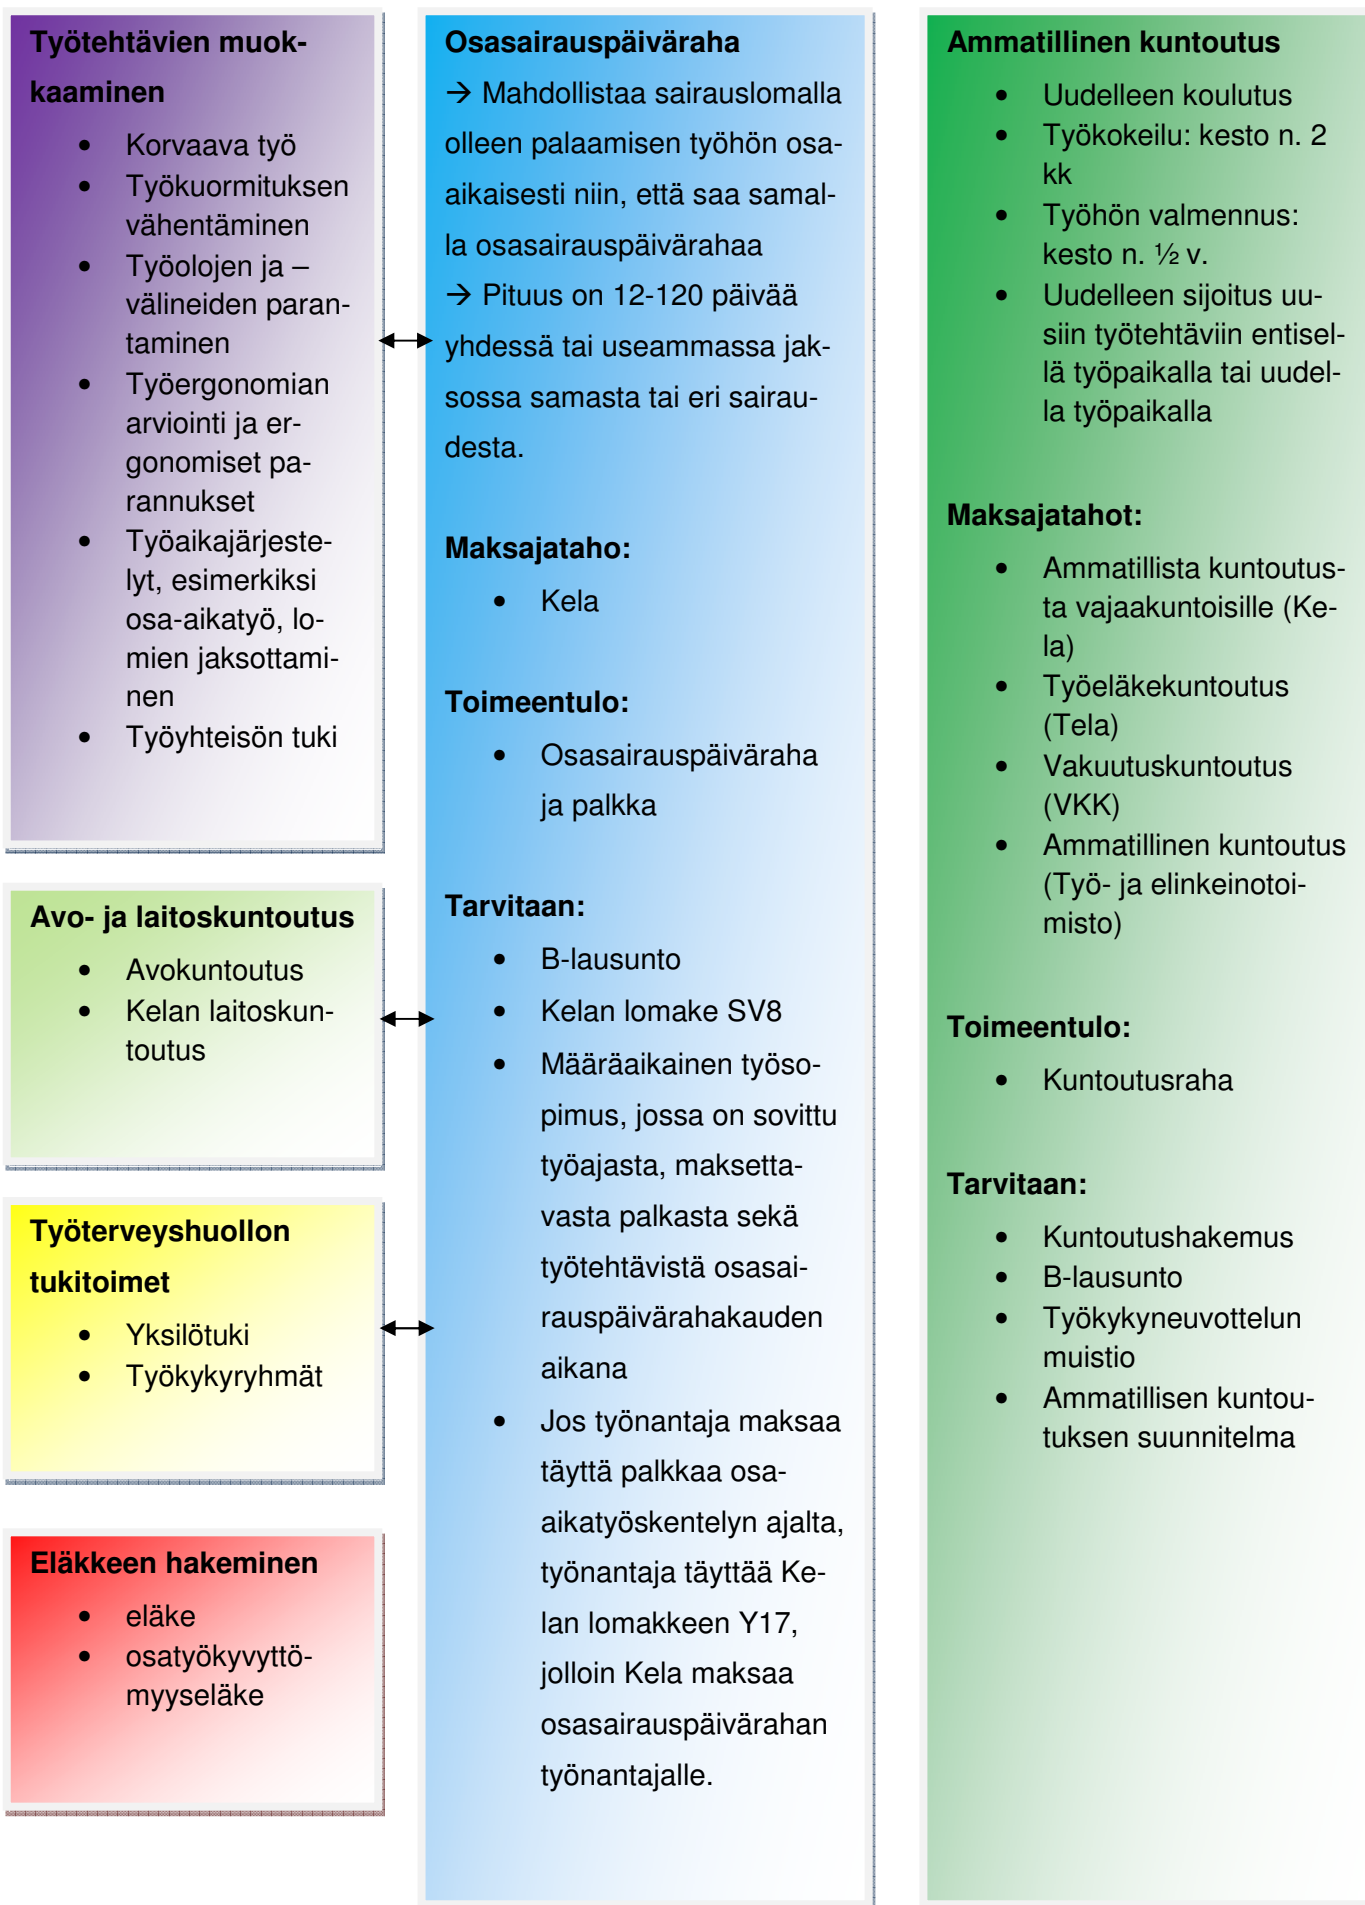 Työtehtävien muok-
kaaminen
• Korvaava työ
• Työkuormituksen
vähentäminen
• Työolojen ja –
välineiden paran-
taminen
• Työergonomian
arviointi ja er-
gonomiset pa-
rannukset
• Työaikajärjeste-
lyt, esimerkiksi
osa-aikatyö, lo-
mien jaksottami-
nen
• Työyhteisön tuki
Avo- ja laitoskuntoutus
• Avokuntoutus
• Kelan laitoskun-
toutus
Työterveyshuollon
tukitoimet
• Yksilötuki
• Työkykyryhmät
Eläkkeen hakeminen
• eläke
• osatyökyvyttö-
myyseläke
Osasairauspäiväraha
→ Mahdollistaa sairauslomalla
olleen palaamisen työhön osa-
aikaisesti niin, että saa samal-
la osasairauspäivärahaa
→ Pituus on 12-120 päivää
yhdessä tai useammassa jak-
sossa samasta tai eri sairau-
desta.
Maksajataho:
• Kela
Toimeentulo:
• Osasairauspäiväraha
ja palkka
Tarvitaan:
• B-lausunto
• Kelan lomake SV8
• Määräaikainen työso-
pimus, jossa on sovittu
työajasta, maksetta-
vasta palkasta sekä
työtehtävistä osasai-
rauspäivärahakauden
aikana
• Jos työnantaja maksaa
täyttä palkkaa osa-
aikatyöskentelyn ajalta,
työnantaja täyttää Ke-
lan lomakkeen Y17,
jolloin Kela maksaa
osasairauspäivärahan
työnantajalle.
Ammatillinen kuntoutus
• Uudelleen koulutus
• Työkokeilu: kesto n. 2
kk
• Työhön valmennus:
kesto n. ½ v.
• Uudelleen sijoitus uu-
siin työtehtäviin entisel-
lä työpaikalla tai uudel-
la työpaikalla
Maksajatahot:
• Ammatillista kuntoutus-
ta vajaakuntoisille (Ke-
la)
• Työeläkekuntoutus
(Tela)
• Vakuutuskuntoutus
(VKK)
• Ammatillinen kuntoutus
(Työ- ja elinkeinotoi-
misto)
Toimeentulo:
• Kuntoutusraha
Tarvitaan:
• Kuntoutushakemus
• B-lausunto
• Työkykyneuvottelun
muistio
• Ammatillisen kuntou-
tuksen suunnitelma